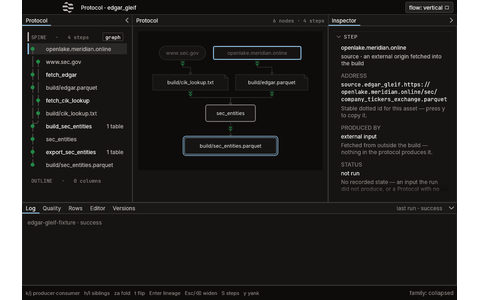 Protocol · edgar_gleif
flow: vertical
Protocol
SPINE · 4 steps
graph
openlake.meridian.online
www.sec.gov
fetch_edgar
build/edgar.parquet
fetch_cik_lookup
build/cik_lookup.txt
build_sec_entities 1 table
sec_entities
export_sec_entities 1 table
build/sec_entities.parquet
OUTLINE · 0 columns
Protocol
6 nodes · 4 steps
www.sec.gov
openlake.meridian.online
build/cik_lookup.txt
build/edgar.parquet
sec_entities
build/sec_entities.parquet
Inspector
STEP
openlake.meridian.online
source · an external origin fetched into
the build
ADDRESS
source.edgar_gleif.https://
openlake.meridian.online/sec/
company_tickers_exchange.parquet
Stable dotted id for this asset — press y
to copy it.
PRODUCED BY
external input
Fetched from outside the build —
nothing in the protocol produces it.
STATUS
not run
No recorded state — an input the run
did not produce, or a Protocol with no
Log Quality Rows Editor Versions
last run · success
edgar-gleif-fixture · success
k/j producer-consumer h/l siblings za fold t flip Enter lineage Esc/⌫ widen S steps y yank
family: collapsed